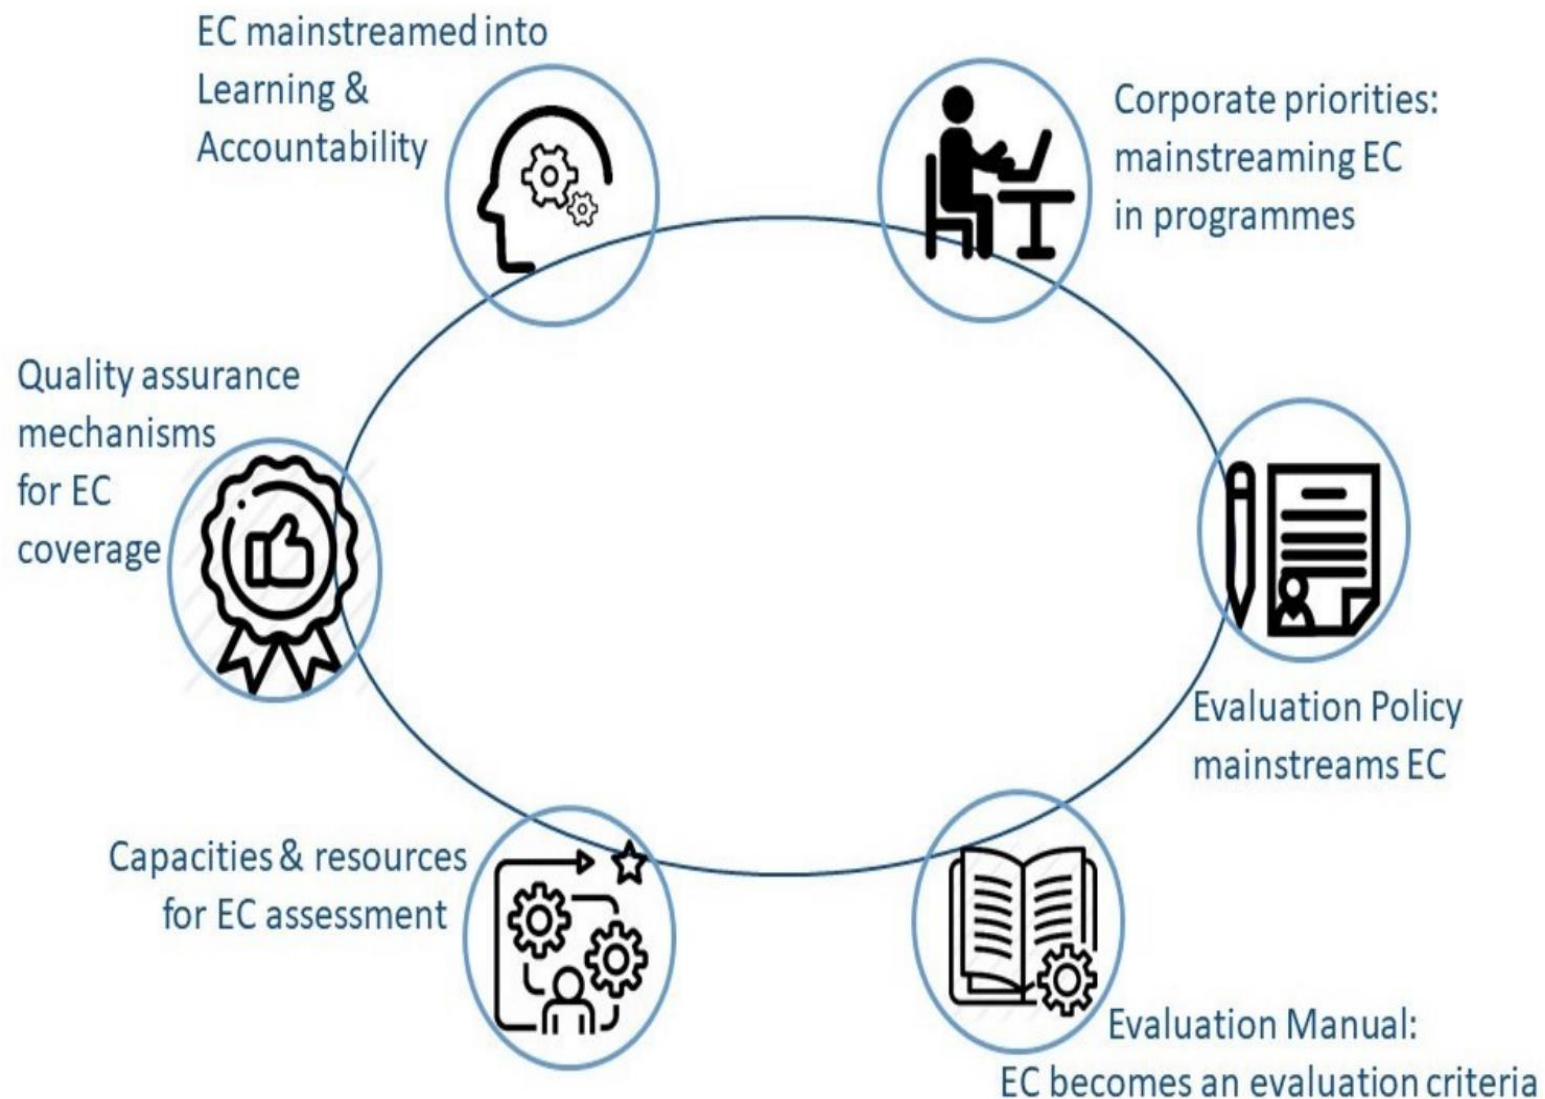 EC mainstreamed into
Learning &
Accountability
Corporate priorities:
mainstreaming EC
in programmes
Quality assurance
mechanisms
for EC
coverage
Evaluation Policy
mainstreams EC
Capacities & resources
for EC assessment
Evaluation Manual:
EC becomes an evaluation criteria